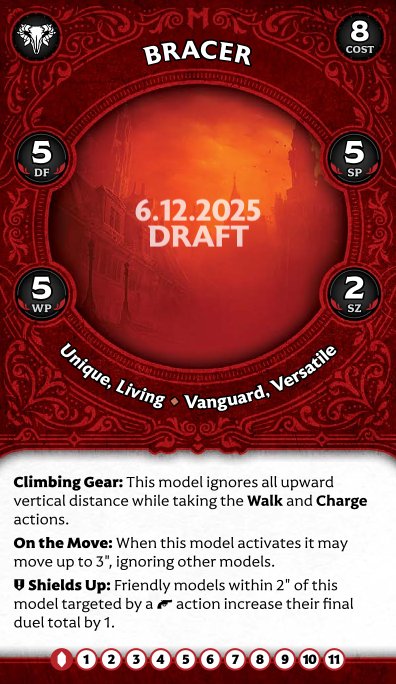 BRACER
8
COST
5
DF
5
SP
6.12.2025
DRAFT
5
WP
2
SZ
Unique, Living ◆ Vanguard, Versatile
Climbing Gear: This model ignores all upward
vertical distance while taking the Walk and Charge
actions.
On the Move: When this model activates it may
move up to 3", ignoring other models.
Shields Up: Friendly models within 2" of this
model targeted by a action increase their final
duel total by 1.
1 2 3 4 5 6 7 8 9 10 11